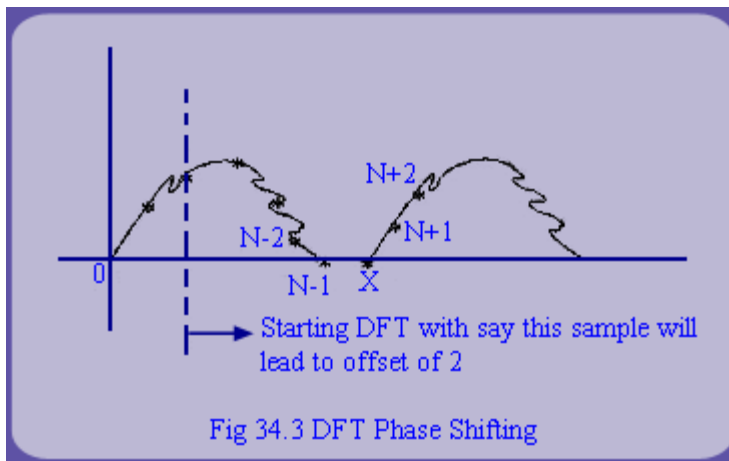 N+2
N-2
N+1
0
N-1
X
Starting DFT with say this sample will
lead to offset of 2
Fig 34.3 DFT Phase Shifting